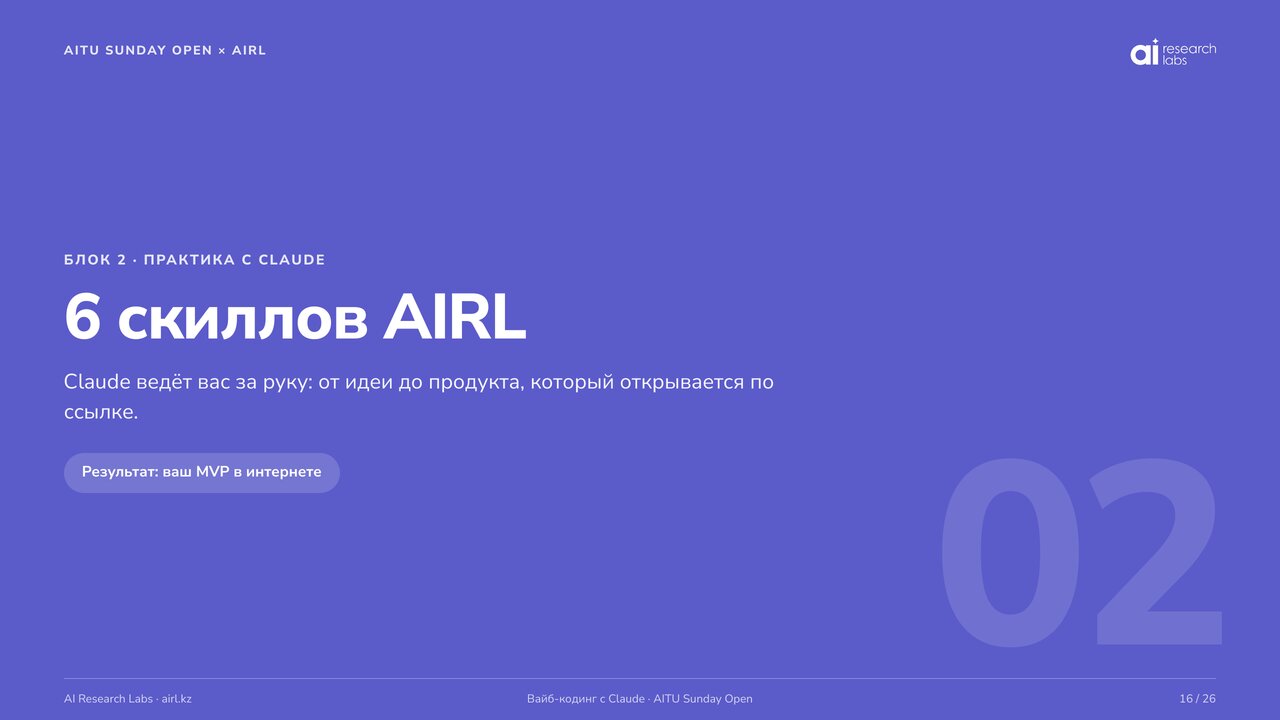 AITU SUNDAY OPEN × AIRL
ai research
labs
БЛОК 2 · ПРАКТИКА С CLAUDE
6 скиллов AIRL
Claude ведёт вас за руку: от идеи до продукта, который открывается по
ссылке.
Результат: ваш MVP в интернете
02
AI Research Labs · airl.kz
Вайб-кодинг с Claude · AITU Sunday Open
16 / 26